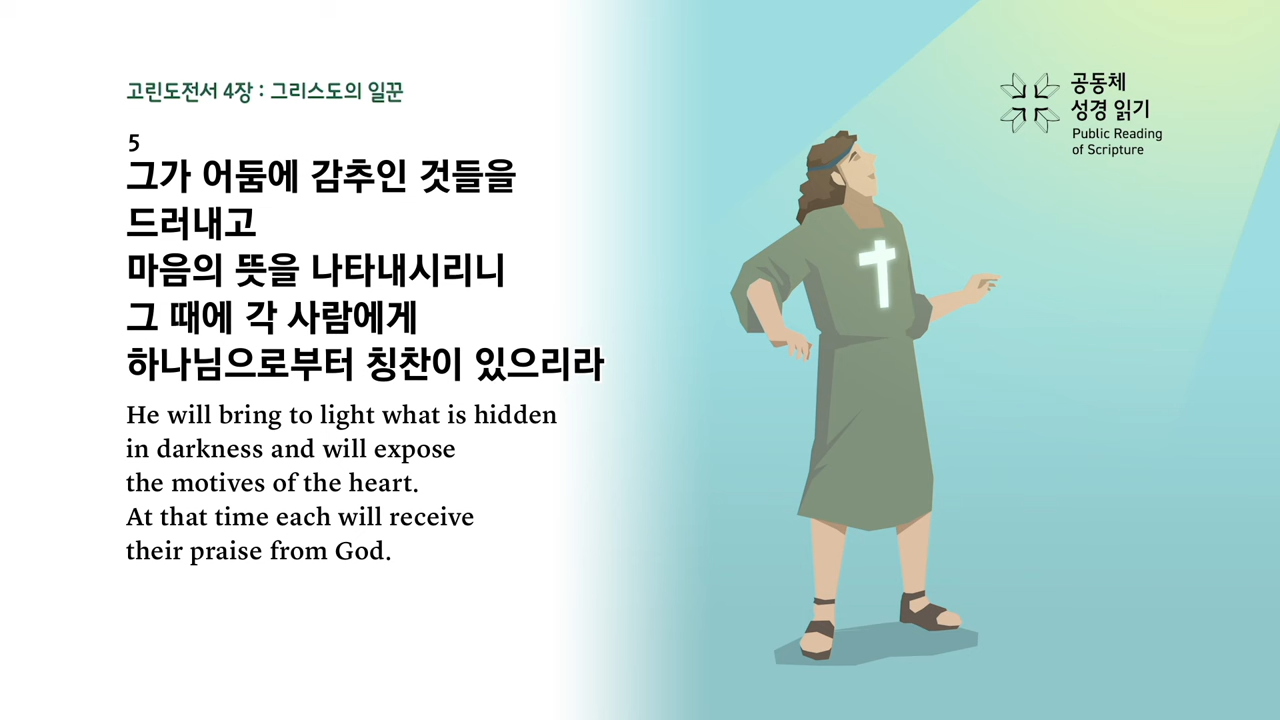 고린도전서 4장 : 그리스도의 일꾼
5
그가 어둠에 감추인 것들을
드러내고
마음의 뜻을 나타내시리니
그 때에 각 사람에게
하나님으로부터 칭찬이 있으리라
He will bring to light what is hidden
in darkness and will expose
the motives of the heart.
At that time each will receive
their praise from God.
공동체
성경 읽기
Public Reading
of Scripture